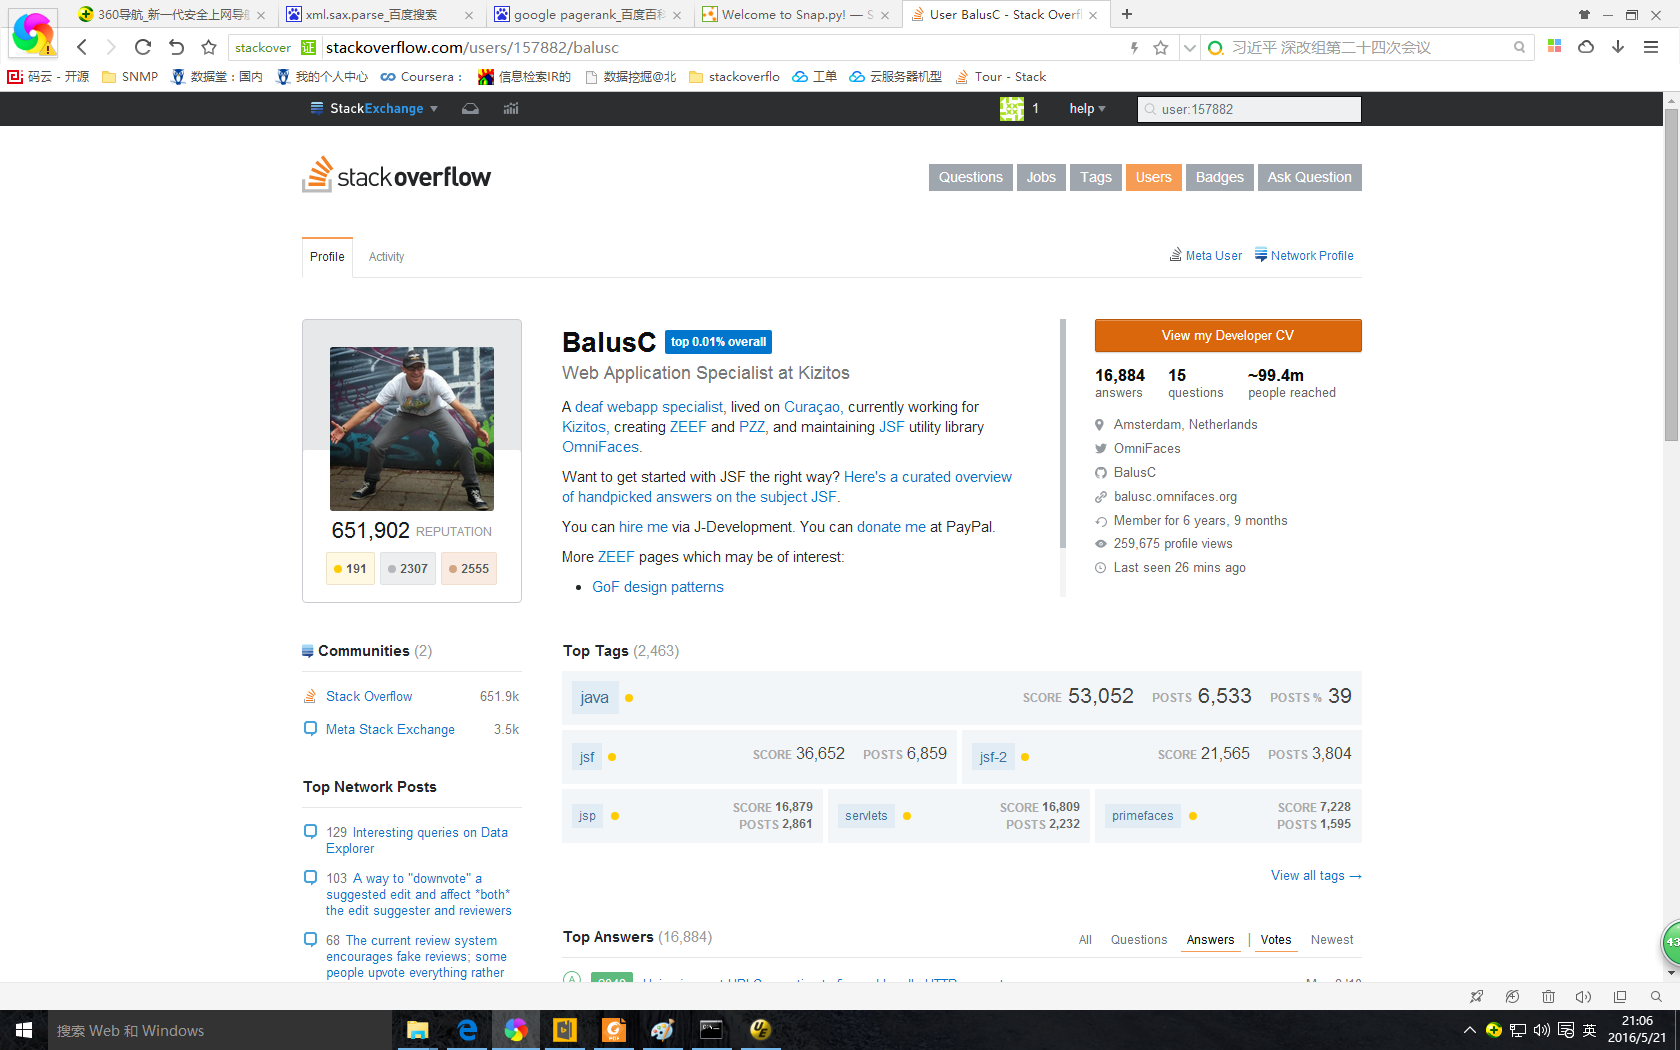 360导航_新一代安全上网导航
xml.sax.parse_百度搜索
google pagerank_百度百科
Welcome to Snap.py! — S
User BalusC - Stack Overfl
stackover 证 stackoverflow.com/users/157882/balusc
习近平 深改组第二十四次会议
码云 - 开源
SNMP
数据堂：国内
我的个人中心
Coursera :
信息检索IR的
数据挖掘@北
stackoverflo
工单
云服务器机型
Tour - Stack
StackExchange
1
help
user:157882
stackoverflow
Questions
Jobs
Tags
Users
Badges
Ask Question
Profile
Activity
Meta User
Network Profile
BalusC top 0.01% overall
Web Application Specialist at Kizitos
A deaf webapp specialist, lived on Curaçao, currently working for
Kizitos, creating ZEEF and PZZ, and maintaining JSF utility library
OmniFaces.
Want to get started with JSF the right way? Here's a curated overview
of handpicked answers on the subject JSF.
You can hire me via J-Development. You can donate me at PayPal.
More ZEEF pages which may be of interest:
• GoF design patterns
651,902 REPUTATION
191
2307
2555
View my Developer CV
16,884 15 ~99.4m
answers questions people reached
Amsterdam, Netherlands
OmniFaces
BalusC
balusc.omnifaces.org
Member for 6 years, 9 months
259,675 profile views
Last seen 26 mins ago
Communities (2)
Stack Overflow 651.9k
Meta Stack Exchange 3.5k
Top Network Posts
129 Interesting queries on Data
Explorer
103 A way to "downvote" a
suggested edit and affect *both*
the edit suggester and reviewers
68 The current review system
encourages fake reviews; some
people upvote everything rather
Top Tags (2,463)
java SCORE 53,052 POSTS 6,533 POSTS % 39
jsf SCORE 36,652 POSTS 6,859
jsf-2 SCORE 21,565 POSTS 3,804
jsp SCORE 16,879
POSTS 2,861
servlets SCORE 16,809
POSTS 2,232
primefaces SCORE 7,228
POSTS 1,595
View all tags →
Top Answers (16,884)
All
Questions
Answers
Votes
Newest
43
搜索 Web 和 Windows
英
21:06
2016/5/21